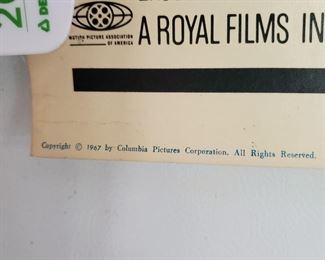 A ROYAL FILMS IN
MOTION PICTURE ASSOCIATION
OF AMERICA
Copyright © 1967 by Columbia Pictures Corporation. All Rights Reserved.